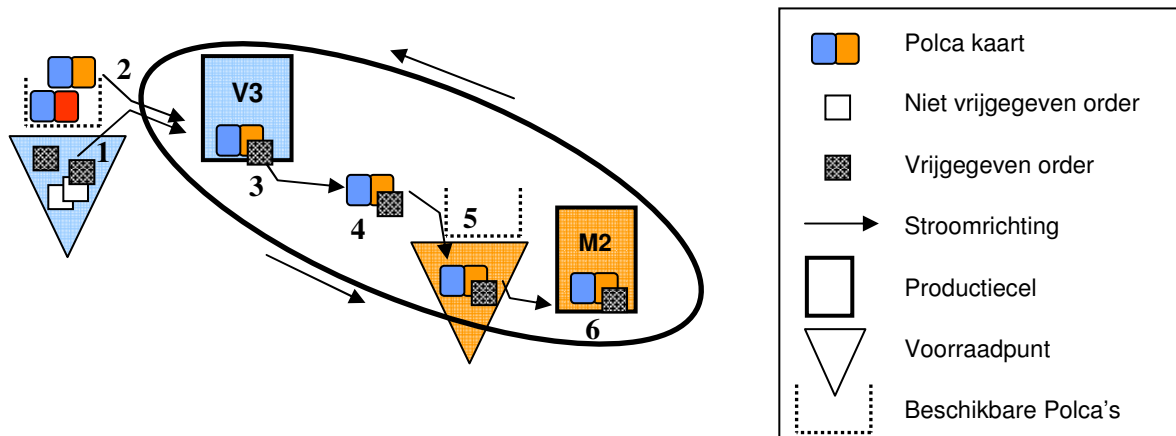 2
V3
1
3
4
5
M2
6
Polca kaart
Niet vrijgegeven order
Vrijgegeven order
Stroomrichting
Productiecel
Voorraadpunt
Beschikbare Polca's